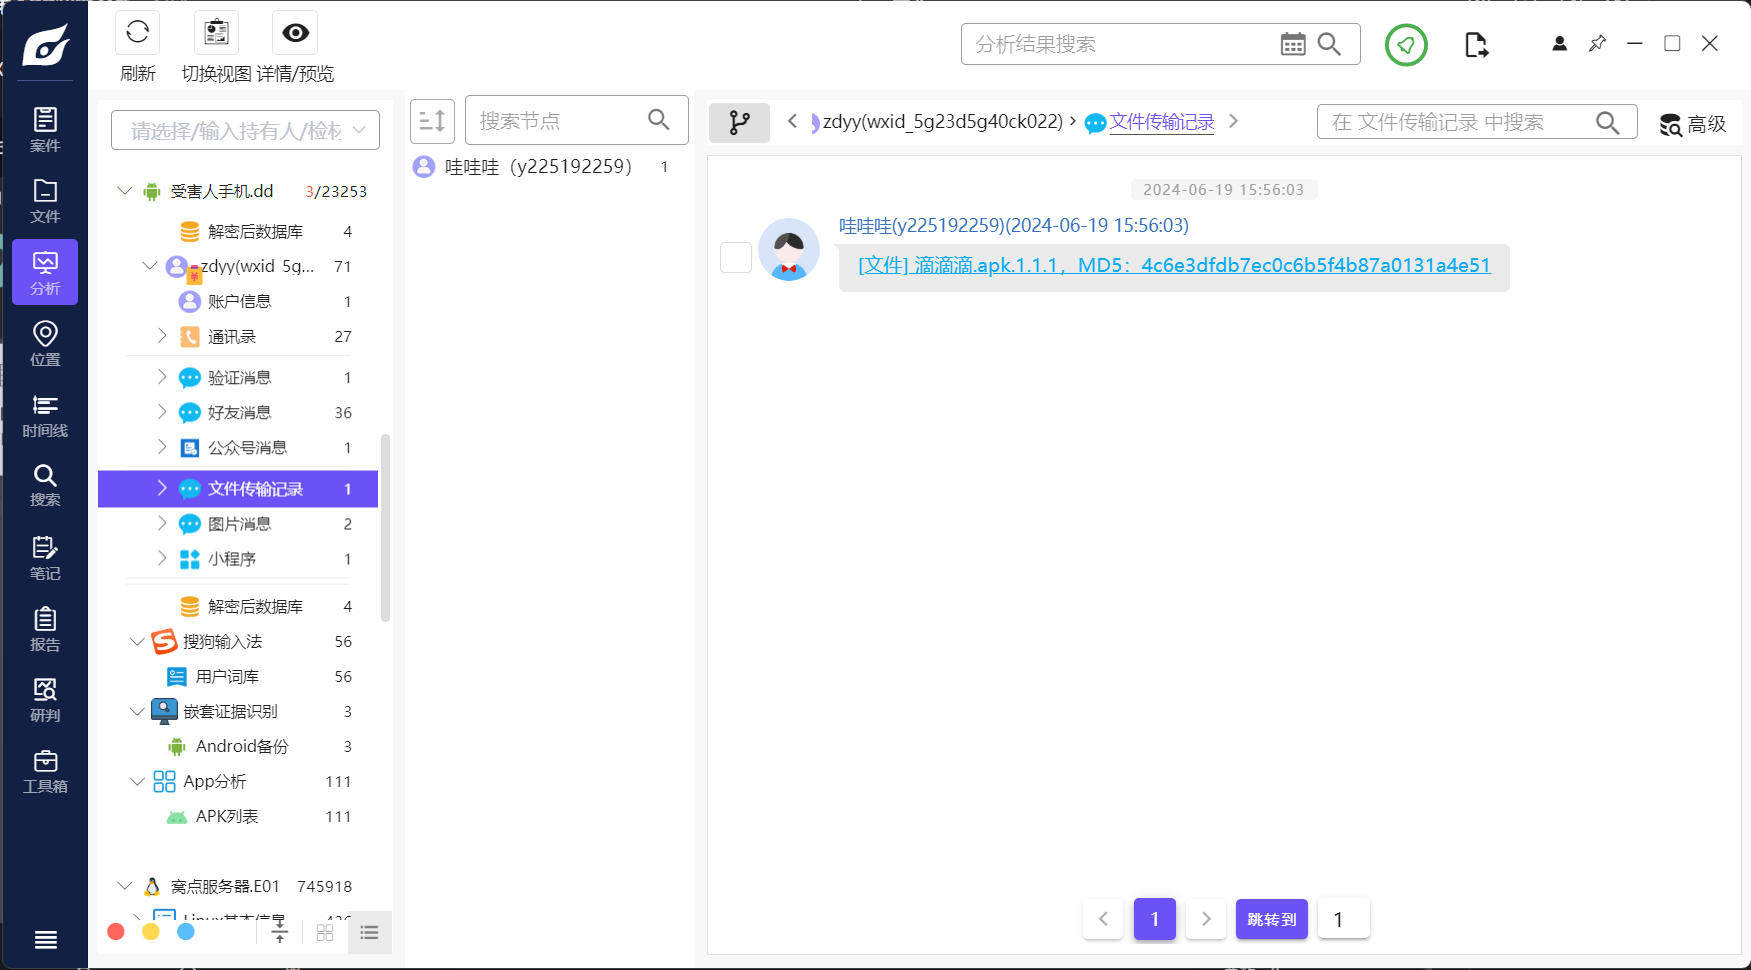 刷新
切换视图
详情/预览
分析结果搜索
案件
文件
分析
位置
时间线
搜索
笔记
报告
研判
工具箱
请选择/输入持有人/检材
受害人手机.dd 3/23253
解密后数据库 4
zdyy(wxid_5g... 71
账户信息 1
通讯录 27
验证消息 1
好友消息 36
公众号消息 1
文件传输记录 1
图片消息 2
小程序 1
解密后数据库 4
搜狗输入法 56
用户词库 56
嵌套证据识别 3
Android备份 3
App分析 111
APK列表 111
窝点服务器.E01 745918
Linux基本信息
搜索节点
哇哇哇（y225192259） 1
zdyy(wxid_5g23d5g40ck022) > 文件传输记录
在 文件传输记录 中搜索
高级
2024-06-19 15:56:03
哇哇哇(y225192259)(2024-06-19 15:56:03)
[文件] 滴滴滴.apk.1.1.1，MD5：4c6e3dfdb7ec0c6b5f4b87a0131a4e51
1
跳转到
1